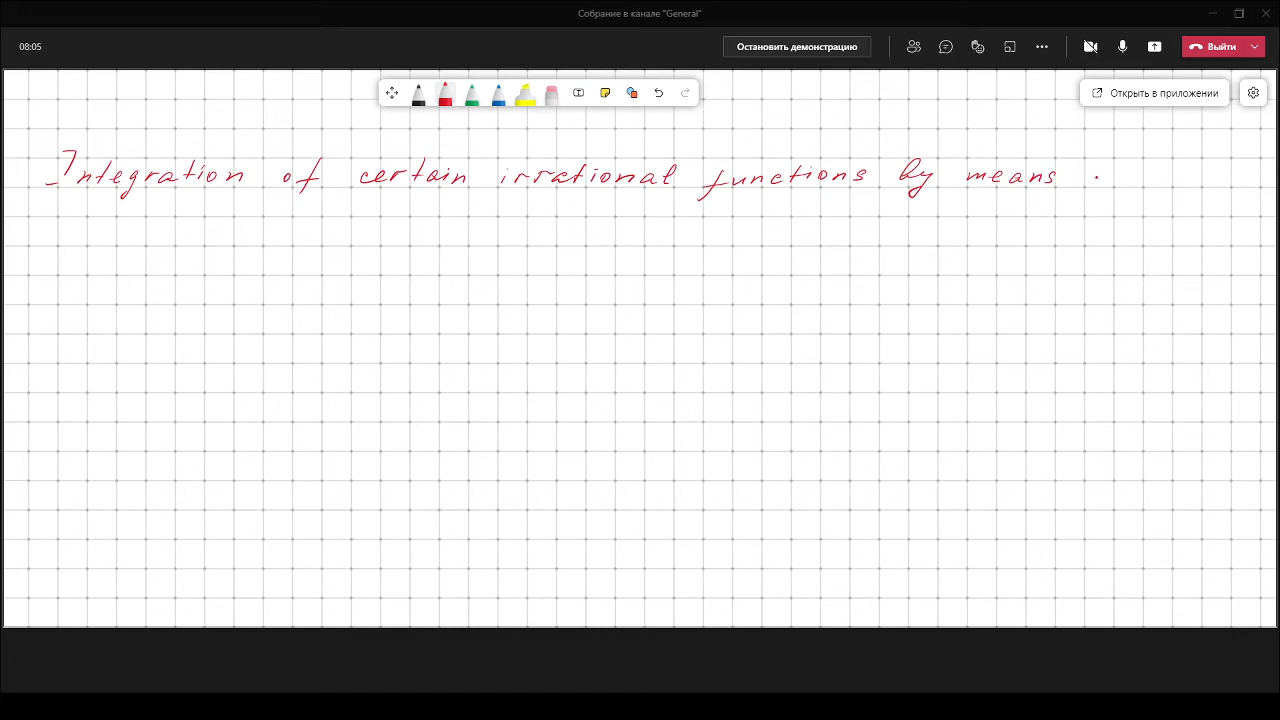 Собрание в канале "General"
08:05
Остановить демонстрацию
Выйти
Открыть в приложении
Integration of certain irrational functions by means .